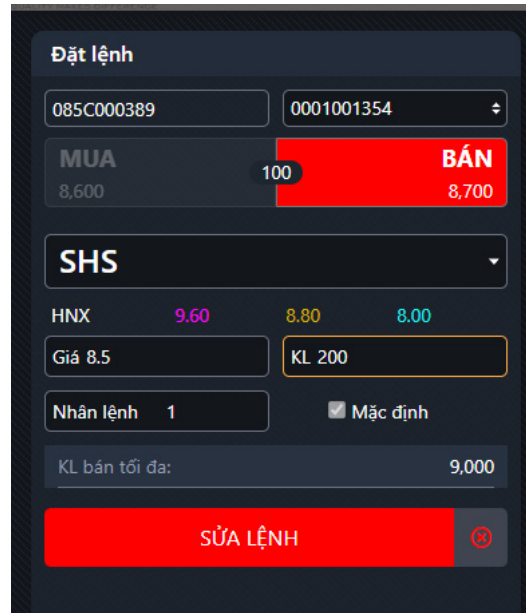 Đặt lệnh
085C000389 0001001354
MUA BÁN
100
8,600 8,700
SHS
HNX 9.60 8.80 8.00
Giá 8.5 KL 200
Nhân lệnh 1 Mặc định
KL bán tối đa: 9,000
SỬA LỆNH